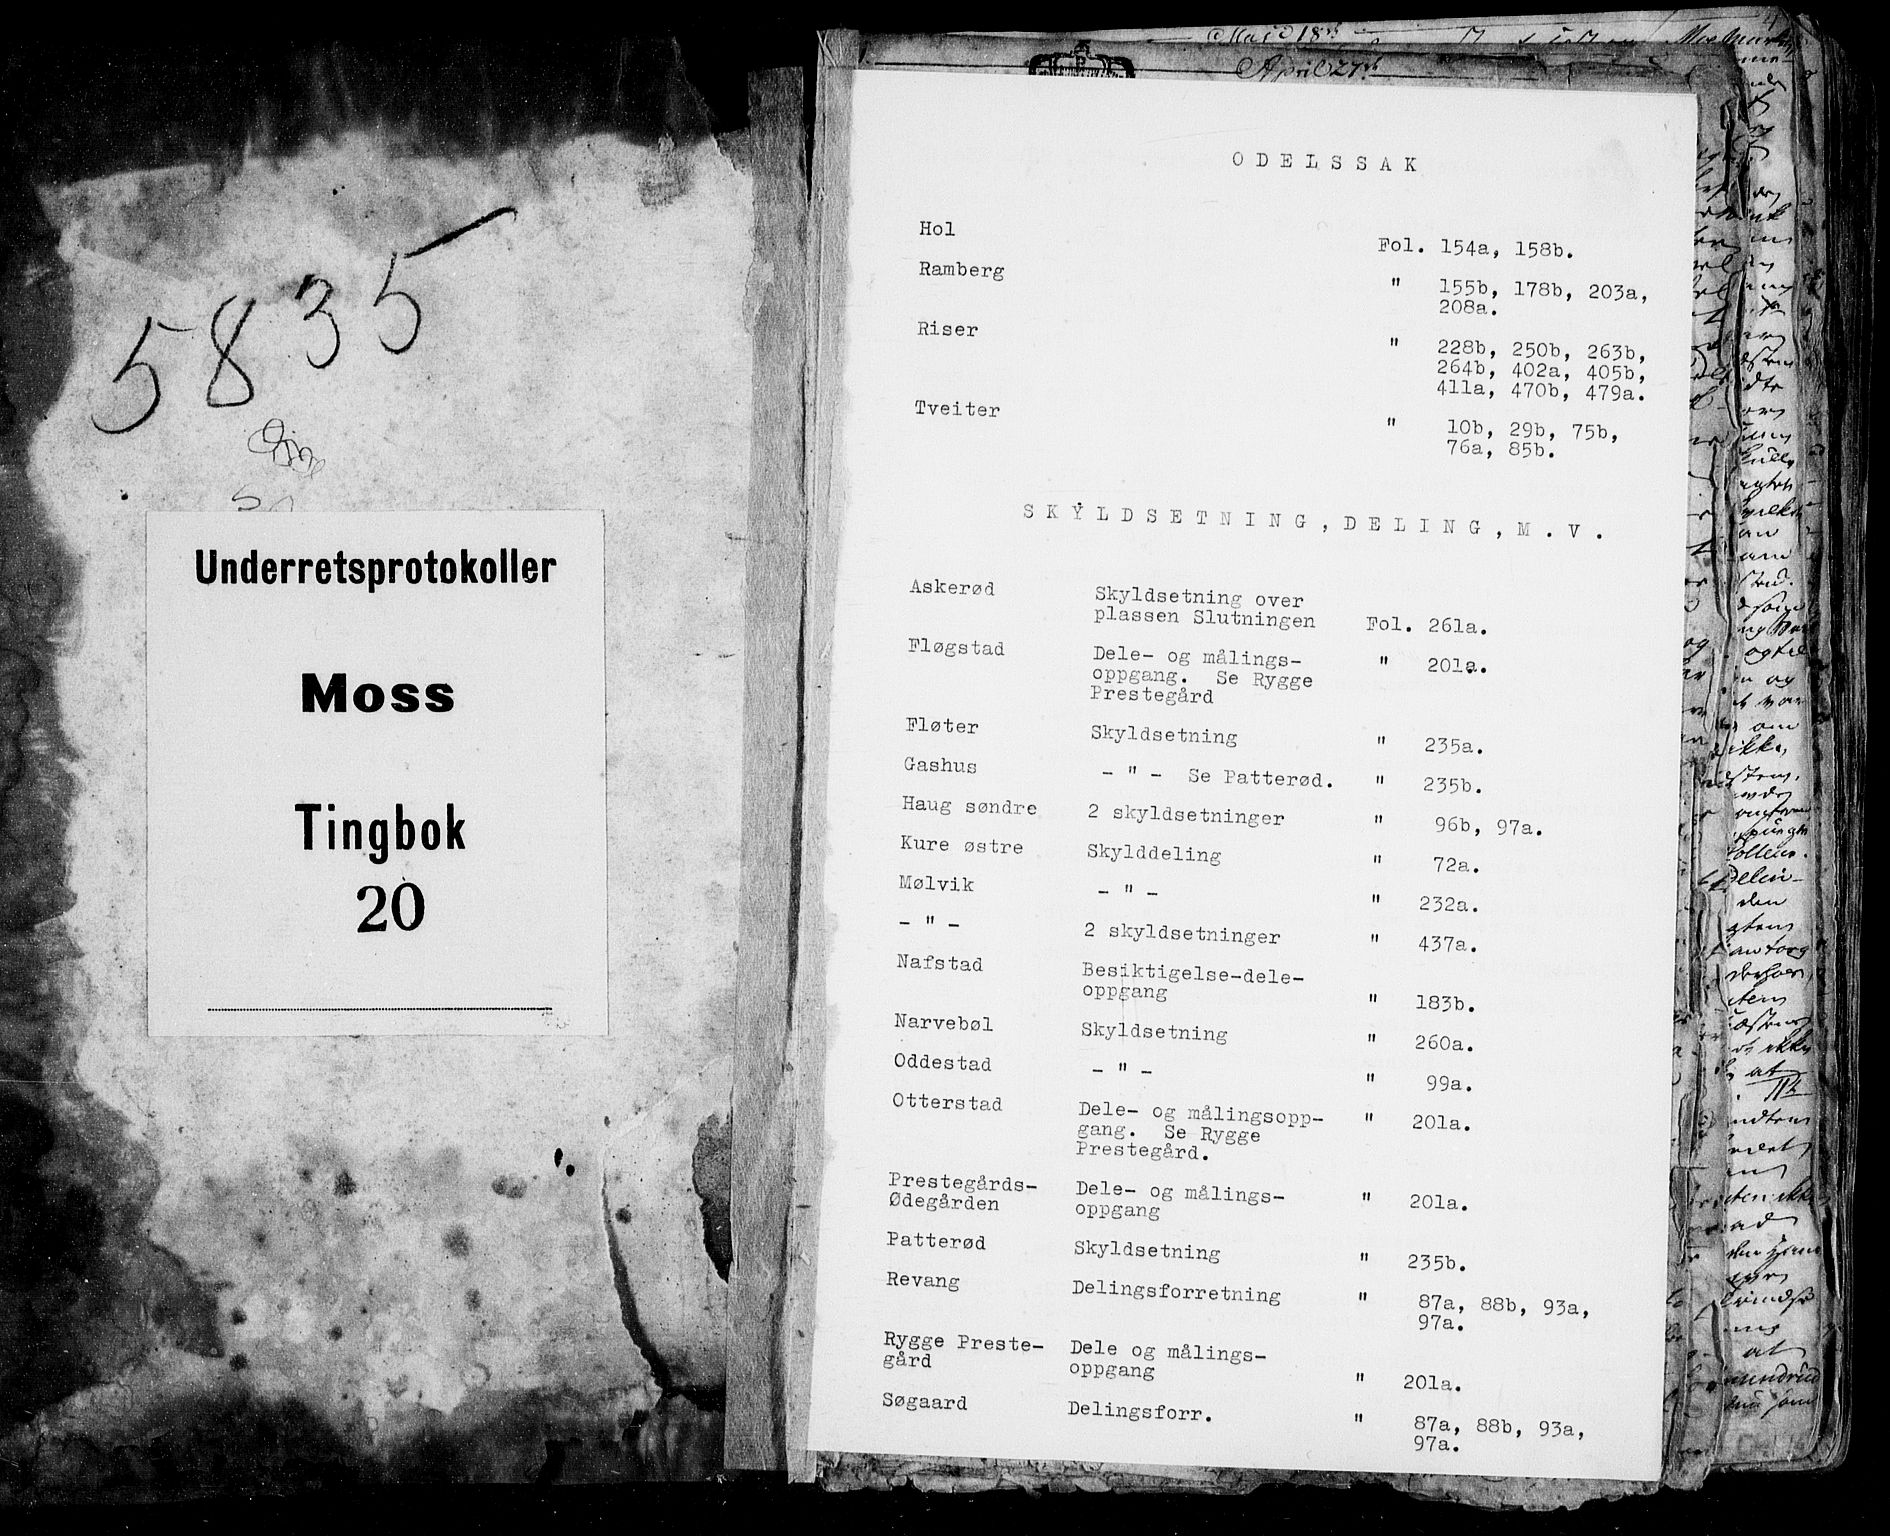 5835
Underretsprotokoller
Moss
Tingbok
20
April 27
ODELSSAK
Hol Fol. 154a, 158b.
Ramberg " 155b, 178b, 203a,
208a.
Riser " 228b, 250b, 263b,
264b, 402a, 405b,
411a, 470b, 479a.
Tveiter " 10b, 29b, 75b,
76a, 85b.
SKYLDSETNING, DELING, M.V.
Askerød Skyldsetning over
plassen Slutningen Fol. 261a.
Fløgstad Dele- og målings- " 201a.
oppgang. Se Rygge
Prestegård
Fløter Skyldsetning " 235a.
Gashus - " - Se Patterød. " 235b.
Haug søndre 2 skyldsetninger " 96b, 97a.
Kure østre Skylddeling " 72a.
Mølvik - " - " 232a.
- " - 2 skyldsetninger " 437a.
Nafstad Besiktigelse-dele-
oppgang " 183b.
Narvebøl Skyldsetning " 260a.
Oddestad - " - " 99a.
Otterstad Dele- og målingsopp- " 201a.
gang. Se Rygge
Prestegård.
Prestegårds- Dele- og målings- " 201a.
Ødegården oppgang
Patterød Skyldsetning " 235b.
Revang Delingsforretning " 87a, 88b, 93a,
97a.
Rygge Preste- Dele og målings-
gård oppgang " 201a.
Søgaard Delingsforr. " 87a, 88b, 93a,
97a.